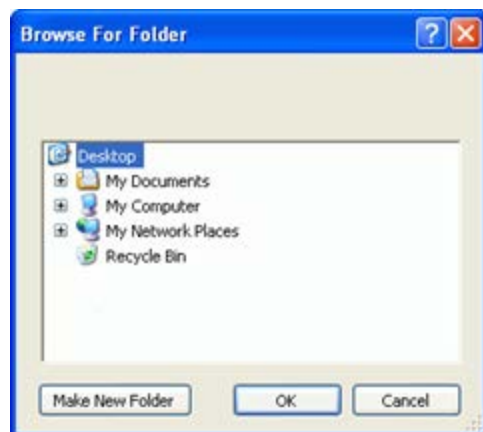 Browse For Folder
Desktop
My Documents
My Computer
My Network Places
Recycle Bin
Make New Folder
OK
Cancel